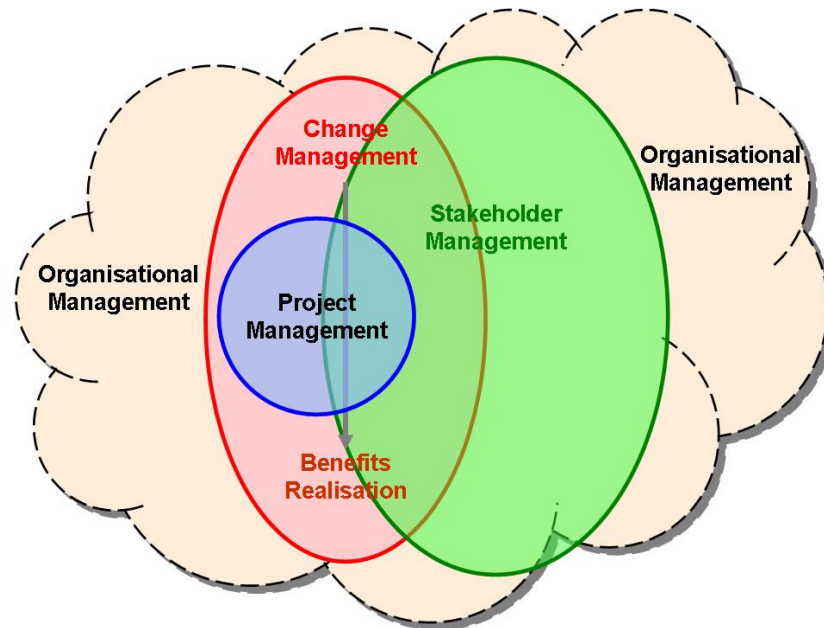 Change
Management
Organisational
Management
Stakeholder
Management
Organisational
Management
Project
Management
Benefits
Realisation